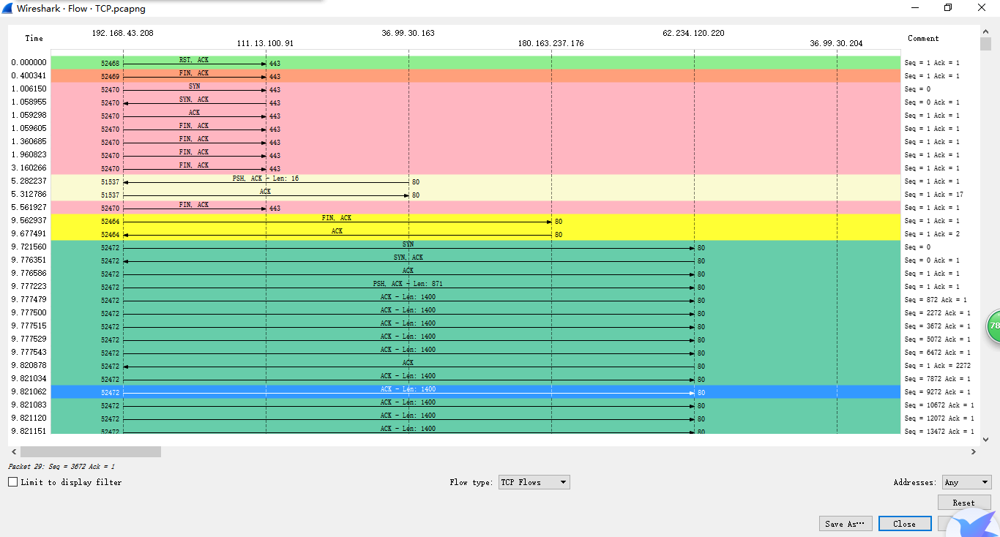 Wireshark · Flow · TCP.pcapng
192.168.43.208 36.99.30.163 62.234.120.220
Time 111.13.100.91 180.163.237.176 36.99.30.204 Comment
0.000000 52468 RST, ACK 443 Seq = 1 Ack = 1
0.400341 52469 FIN, ACK 443 Seq = 1 Ack = 1
1.006150 52470 SYN 443 Seq = 0
1.058955 52470 SYN, ACK 443 Seq = 0 Ack = 1
1.059298 52470 ACK 443 Seq = 1 Ack = 1
1.059605 52470 FIN, ACK 443 Seq = 1 Ack = 1
1.360685 52470 FIN, ACK 443 Seq = 1 Ack = 1
1.960823 52470 FIN, ACK 443 Seq = 1 Ack = 1
3.160266 52470 FIN, ACK 443 Seq = 1 Ack = 1
5.282237 51537 PSH, ACK - Len: 16 80 Seq = 1 Ack = 1
5.312786 51537 ACK 80 Seq = 1 Ack = 17
5.561927 52470 FIN, ACK 443 Seq = 1 Ack = 1
9.562937 52464 FIN, ACK 80 Seq = 1 Ack = 1
9.677491 52464 ACK 80 Seq = 1 Ack = 2
9.721560 52472 SYN 80 Seq = 0
9.776351 52472 SYN, ACK 80 Seq = 0 Ack = 1
9.776586 52472 ACK 80 Seq = 1 Ack = 1
9.777223 52472 PSH, ACK - Len: 871 80 Seq = 1 Ack = 1
9.777479 52472 ACK - Len: 1400 80 Seq = 872 Ack = 1
9.777500 52472 ACK - Len: 1400 80 Seq = 2272 Ack = 1
9.777515 52472 ACK - Len: 1400 80 Seq = 3672 Ack = 1
9.777529 52472 ACK - Len: 1400 80 Seq = 5072 Ack = 1
9.777543 52472 ACK - Len: 1400 80 Seq = 6472 Ack = 1
9.820878 52472 ACK 80 Seq = 1 Ack = 2272
9.821034 52472 ACK - Len: 1400 80 Seq = 7872 Ack = 1
9.821062 52472 ACK - Len: 1400 80 Seq = 9272 Ack = 1
9.821083 52472 ACK - Len: 1400 80 Seq = 10672 Ack = 1
9.821120 52472 ACK - Len: 1400 80 Seq = 12072 Ack = 1
9.821151 52472 ACK - Len: 1400 80 Seq = 13472 Ack = 1
78
Packet 29: Seq = 3672 Ack = 1
Limit to display filter Flow type: TCP Flows Addresses: Any
Reset
Save As… Close